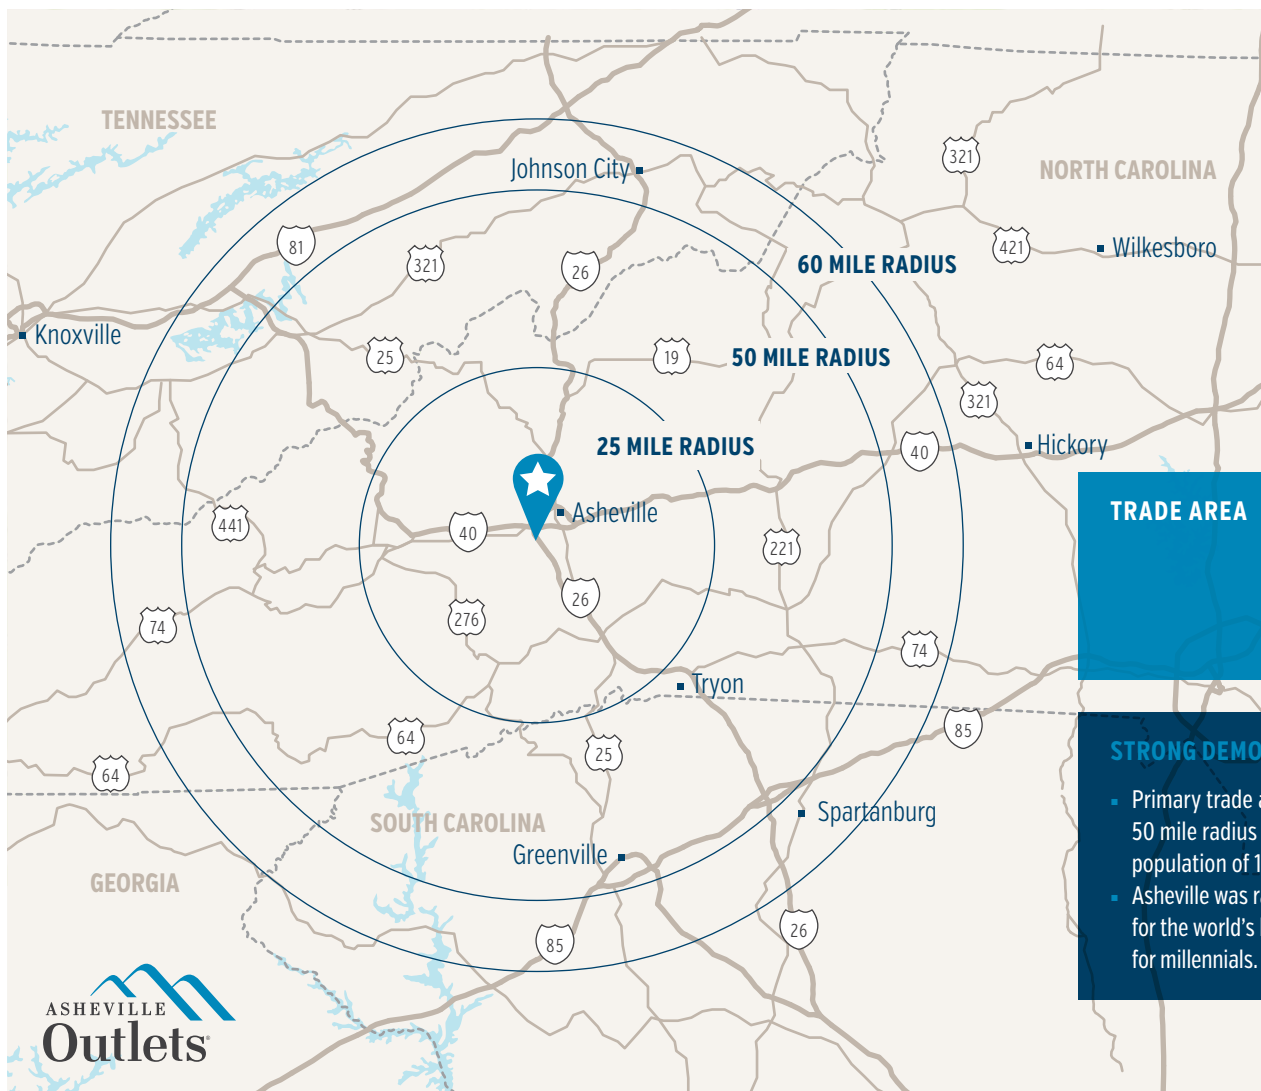 TENNESSEE
Johnson City
321
NORTH CAROLINA
81
321
26
60 MILE RADIUS
421
Wilkesboro
Knoxville
25
19
50 MILE RADIUS
64
321
25 MILE RADIUS
40
Hickory
Asheville
441
40
221
TRADE AREA
26
276
74
74
Tryon
64
25
85
64
STRONG DEMO
Primary trade a
50 mile radius
population of 1
Asheville was ra
for the world's
for millennials.
SOUTH CAROLINA
Spartanburg
Greenville
GEORGIA
85
26
ASHEVILLE
Outlets